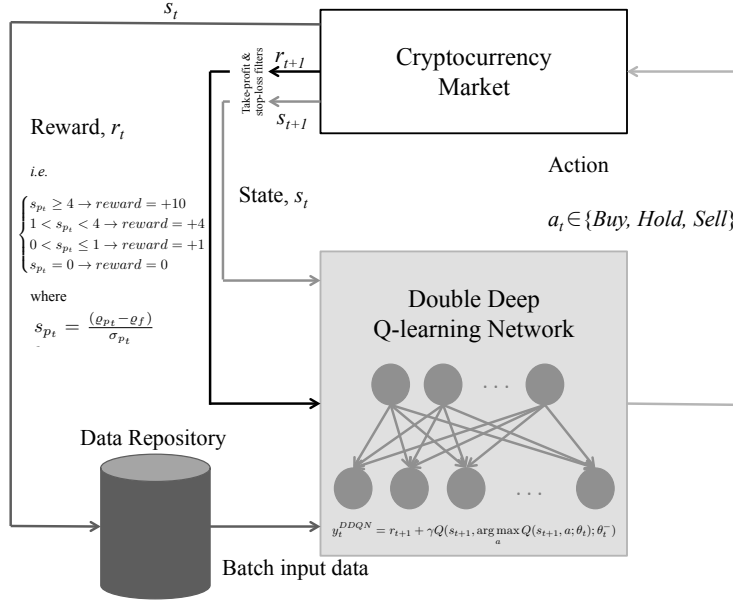 s_t
Cryptocurrency
Market
r_{t+1}
Take-profit &
stop-loss filters
s_{t+1}
Reward, r_t
i.e.
s_{p_t} ≥ 4 → reward = +10
1 < s_{p_t} < 4 → reward = +4
0 < s_{p_t} ≤ 1 → reward = +1
s_{p_t} = 0 → reward = 0
where
s_{p_t} = (ϱ_{p_t} − ϱ_f) / σ_{p_t}
State, s_t
Action
a_t ∈ {Buy, Hold, Sell}
Double Deep
Q-learning Network
. . .
. . .
y_t^{DDQN} = r_{t+1} + γQ(s_{t+1}, arg max_a Q(s_{t+1}, a; θ_t); θ_t^−)
Data Repository
Batch input data